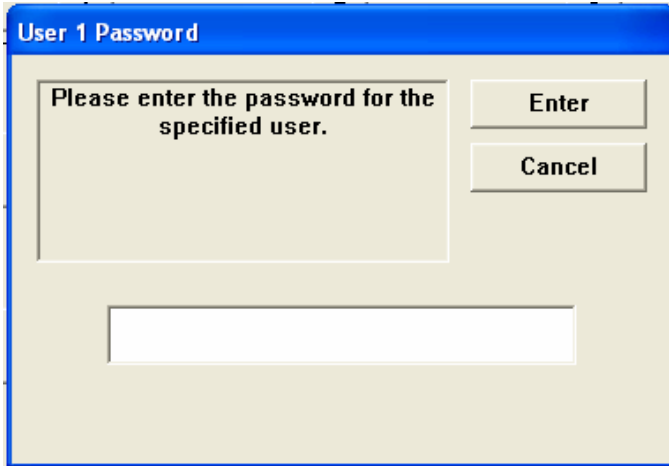 User 1 Password
Please enter the password for the
specified user.
Enter
Cancel